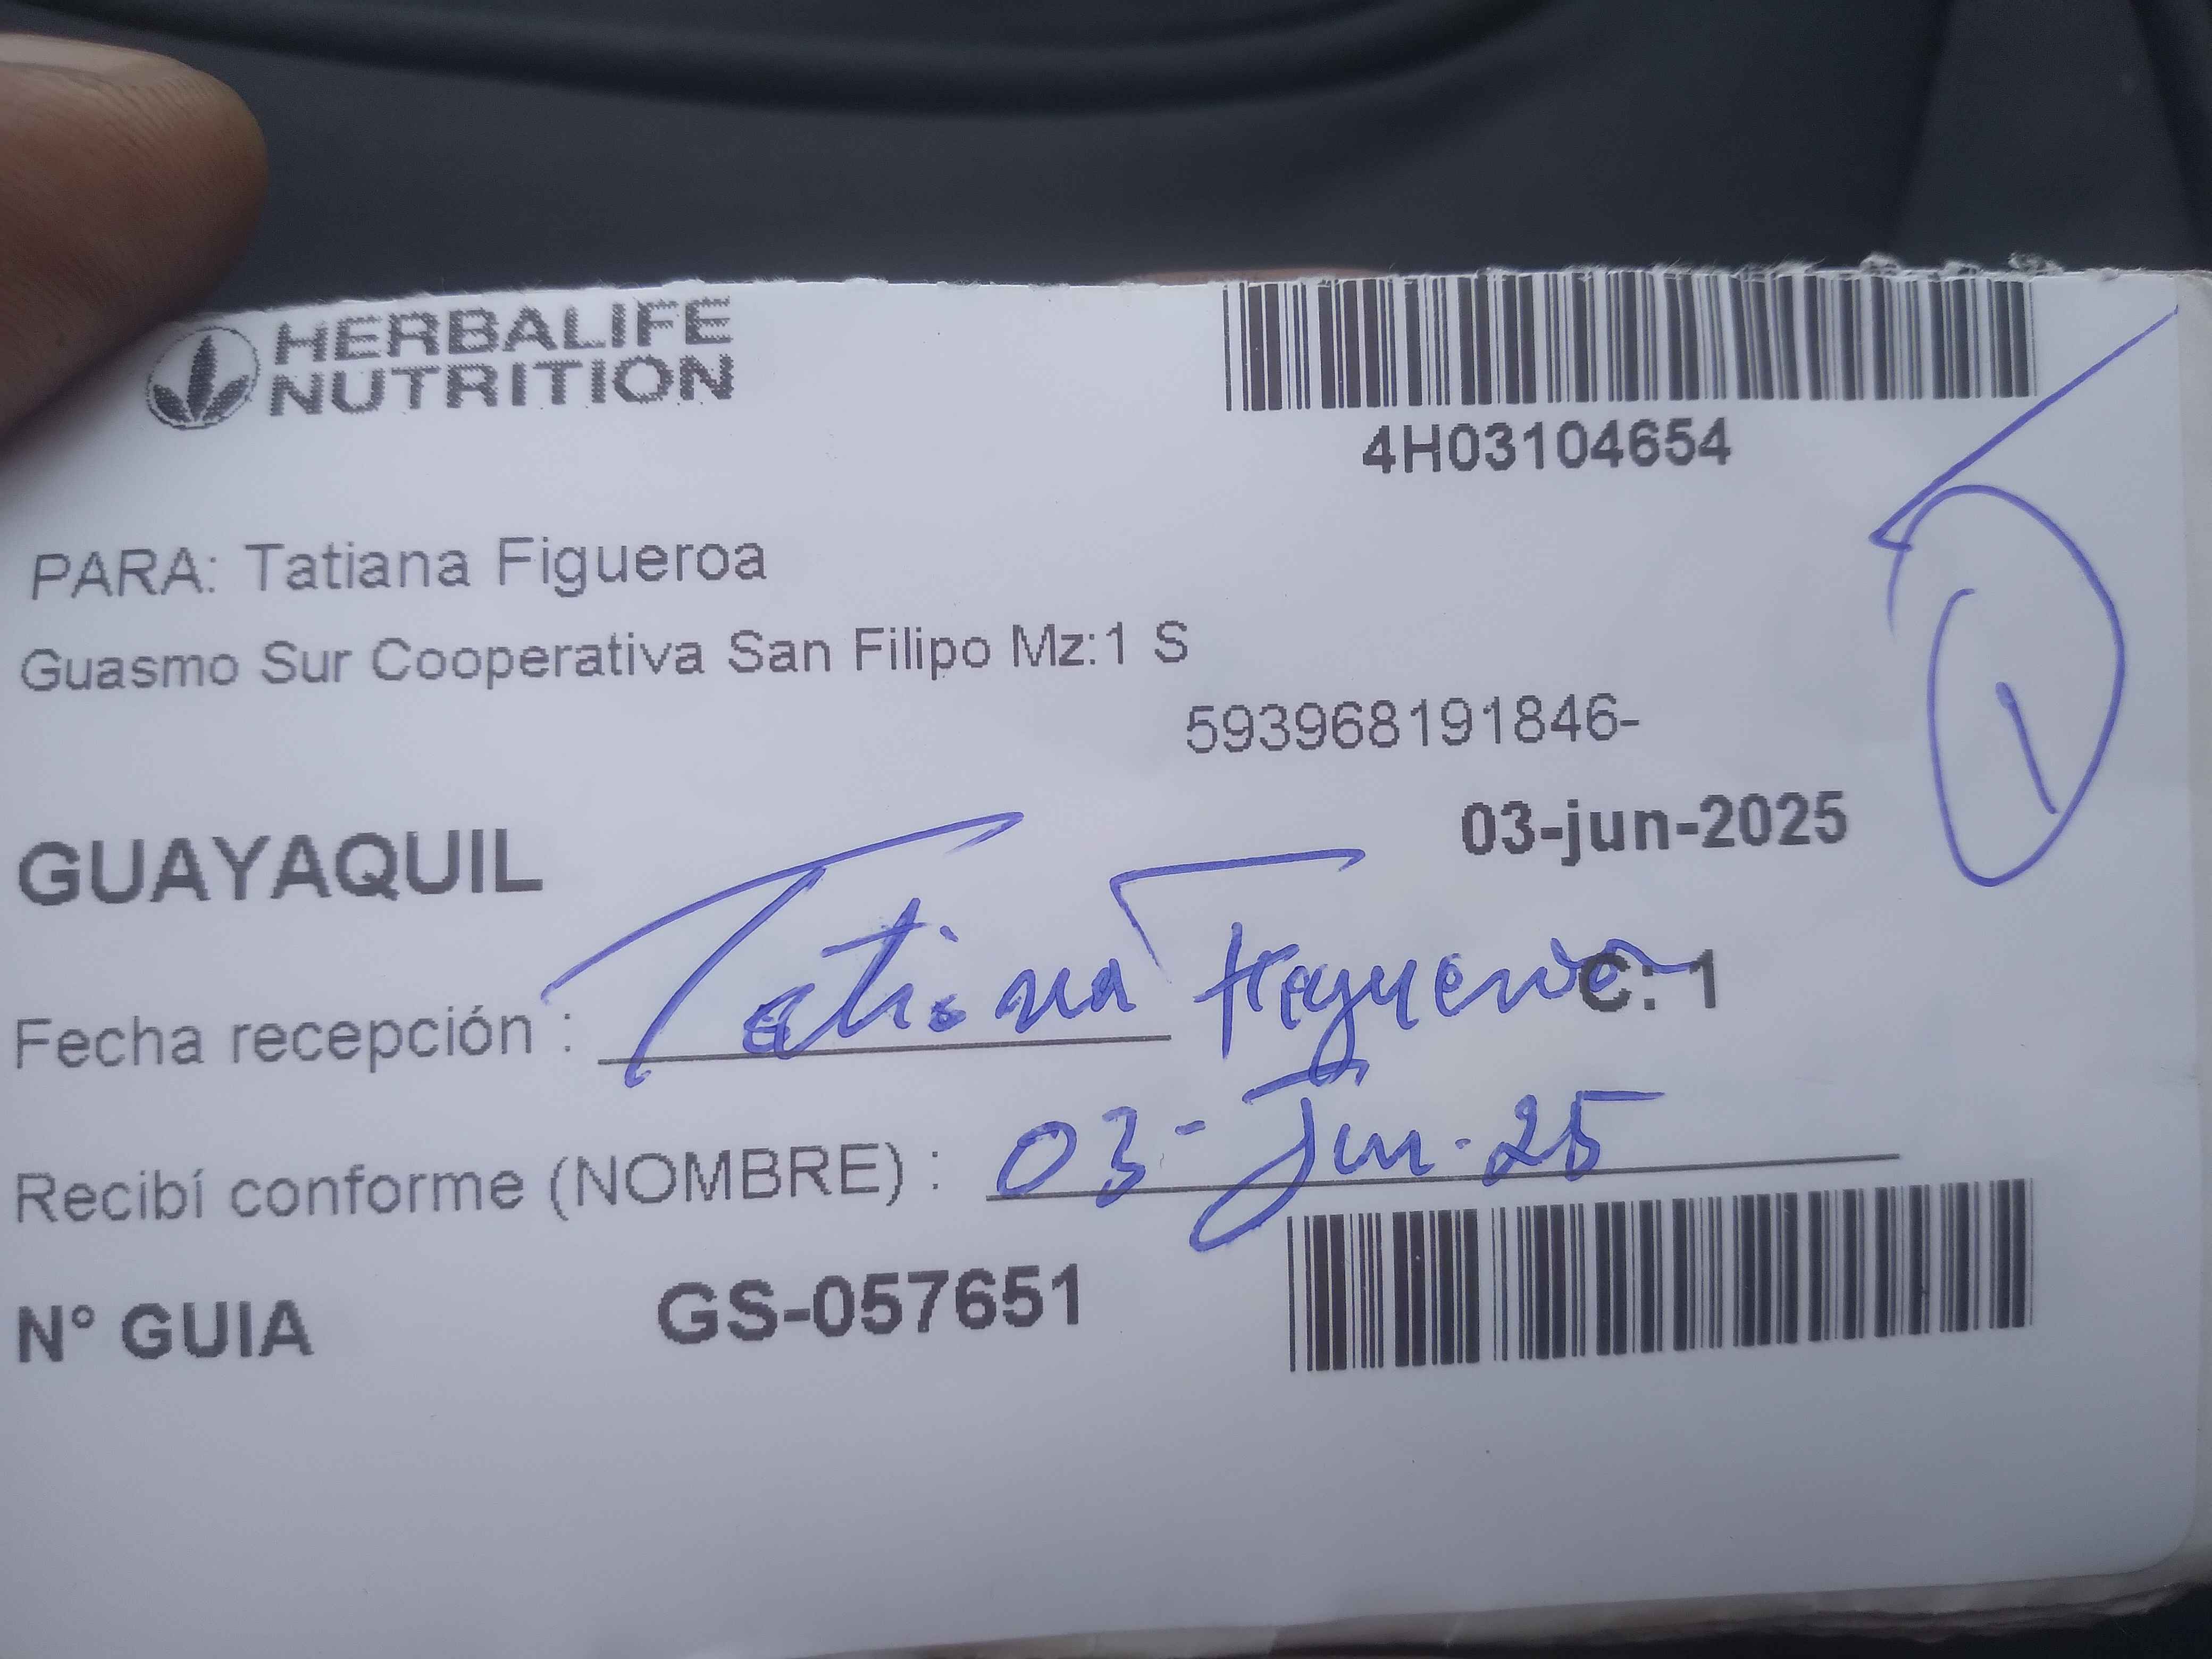 HERBALIFE
NUTRITION
4H03104654
PARA: Tatiana Figueroa
Guasmo Sur Cooperativa San Filipo Mz:1 S
593968191846-
03-jun-2025
GUAYAQUIL
C: 1
Fecha recepción : Tatiana Figueroa
Recibí conforme (NOMBRE) : 03-Jun-25
N° GUIA GS-057651
1